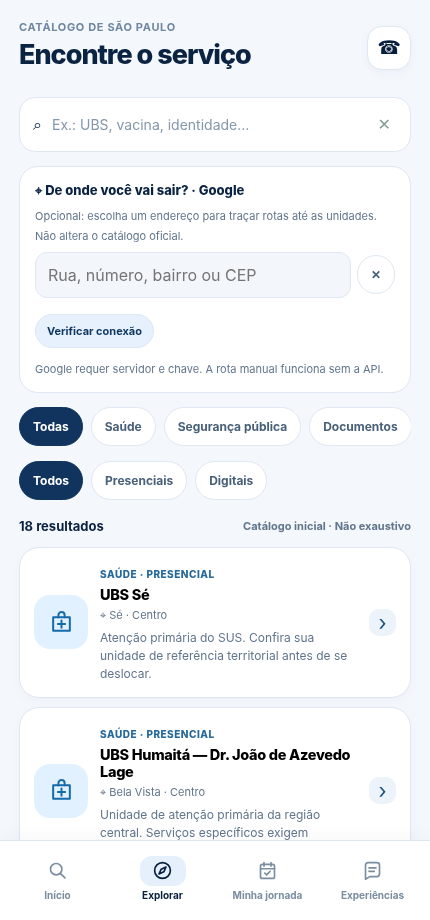 CATÁLOGO DE SÃO PAULO
Encontre o serviço
Ex.: UBS, vacina, identidade...
De onde você vai sair? · Google
Opcional: escolha um endereço para traçar rotas até as unidades.
Não altera o catálogo oficial.
Rua, número, bairro ou CEP
Verificar conexão
Google requer servidor e chave. A rota manual funciona sem a API.
Todas Saúde Segurança pública Documentos
Todos Presenciais Digitais
18 resultados Catálogo inicial · Não exaustivo
SAÚDE · PRESENCIAL
UBS Sé
Sé · Centro
Atenção primária do SUS. Confira sua
unidade de referência territorial antes de se
deslocar.
SAÚDE · PRESENCIAL
UBS Humaitá — Dr. João de Azevedo
Lage
Bela Vista · Centro
Unidade de atenção primária da região
central. Serviços específicos exigem
Início Explorar Minha jornada Experiências